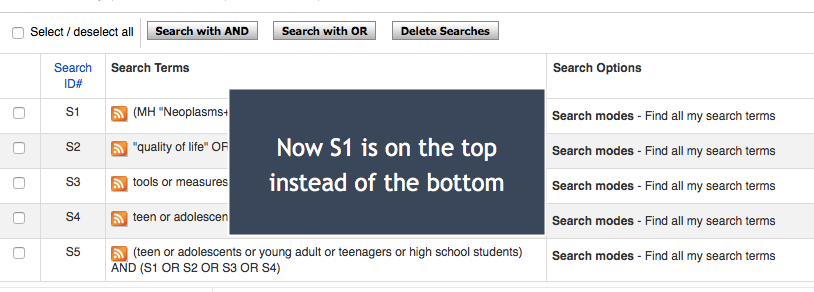 Select / deselect all
Search with AND
Search with OR
Delete Searches
Search ID#
Search Terms
Search Options
S1
(MH "Neoplasms+
Search modes - Find all my search terms
S2
"quality of life" OR
Search modes - Find all my search terms
S3
tools or measures
Search modes - Find all my search terms
S4
teen or adolescen
Search modes - Find all my search terms
S5
(teen or adolescents or young adult or teenagers or high school students)
AND (S1 OR S2 OR S3 OR S4)
Search modes - Find all my search terms
Now S1 is on the top
instead of the bottom